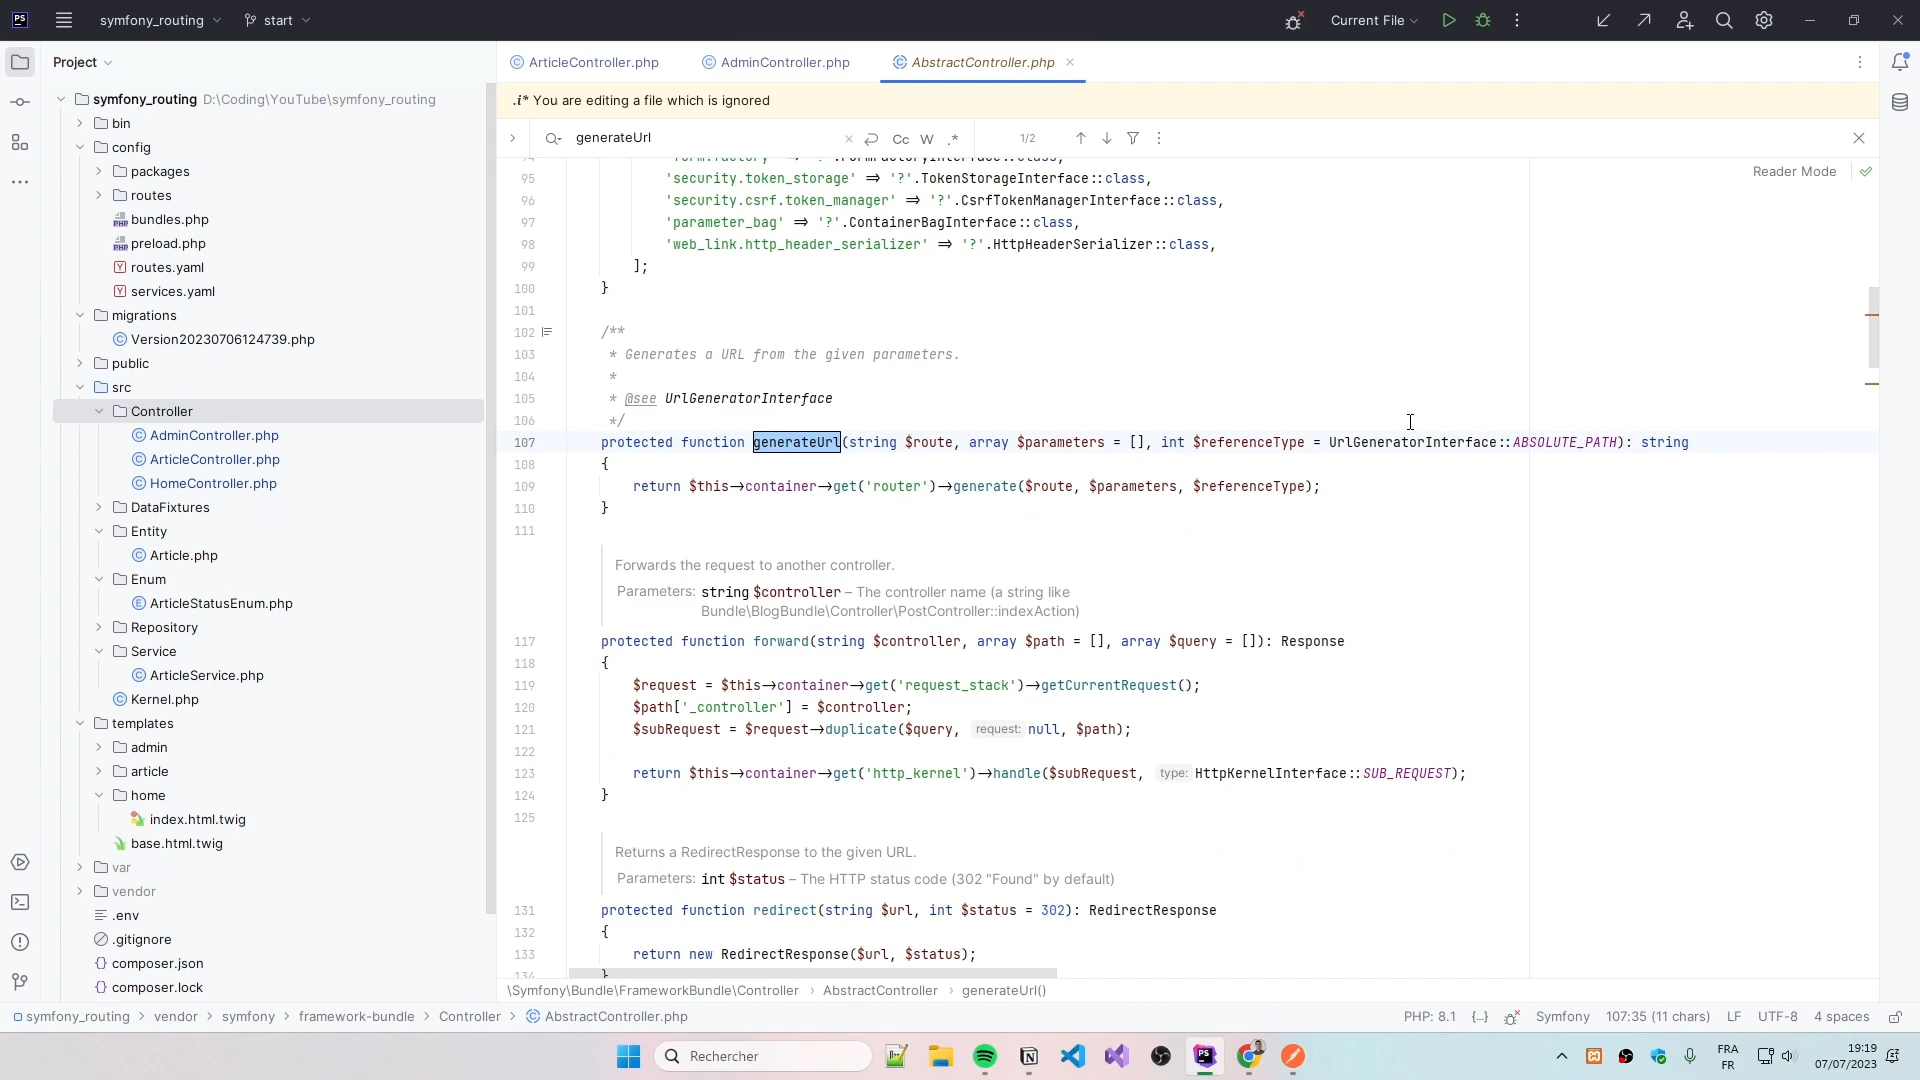 PS symfony_routing start Current File
Project
ArticleController.php AdminController.php AbstractController.php
symfony_routing D:\Coding\YouTube\symfony_routing
bin
config
packages
routes
bundles.php
preload.php
routes.yaml
services.yaml
migrations
Version20230706124739.php
public
src
Controller
AdminController.php
ArticleController.php
HomeController.php
DataFixtures
Entity
Article.php
Enum
ArticleStatusEnum.php
Repository
Service
ArticleService.php
Kernel.php
templates
admin
article
home
index.html.twig
base.html.twig
var
vendor
.env
.gitignore
composer.json
composer.lock
.i* You are editing a file which is ignored
generateUrl Cc W .* 1/2
Reader Mode
94 'form.factory' => '?'.FormFactoryInterface::class,
95 'security.token_storage' => '?'.TokenStorageInterface::class,
96 'security.csrf.token_manager' => '?'.CsrfTokenManagerInterface::class,
97 'parameter_bag' => '?'.ContainerBagInterface::class,
98 'web_link.http_header_serializer' => '?'.HttpHeaderSerializer::class,
99 ];
100 }
101
102 /**
103 * Generates a URL from the given parameters.
104 *
105 * @see UrlGeneratorInterface
106 */
107 protected function generateUrl(string $route, array $parameters = [], int $referenceType = UrlGeneratorInterface::ABSOLUTE_PATH): string
108 {
109 return $this->container->get('router')->generate($route, $parameters, $referenceType);
110 }
111
Forwards the request to another controller.
Parameters: string $controller – The controller name (a string like
Bundle\BlogBundle\Controller\PostController::indexAction)
117 protected function forward(string $controller, array $path = [], array $query = []): Response
118 {
119 $request = $this->container->get('request_stack')->getCurrentRequest();
120 $path['_controller'] = $controller;
121 $subRequest = $request->duplicate($query, request: null, $path);
122
123 return $this->container->get('http_kernel')->handle($subRequest, type: HttpKernelInterface::SUB_REQUEST);
124 }
125
Returns a RedirectResponse to the given URL.
Parameters: int $status – The HTTP status code (302 "Found" by default)
131 protected function redirect(string $url, int $status = 302): RedirectResponse
132 {
133 return new RedirectResponse($url, $status);
134 }
\Symfony\Bundle\FrameworkBundle\Controller › AbstractController › generateUrl()
symfony_routing › vendor › symfony › framework-bundle › Controller › AbstractController.php PHP: 8.1 {...} Symfony 107:35 (11 chars) LF UTF-8 4 spaces
Rechercher
FRA
FR
19:19
07/07/2023